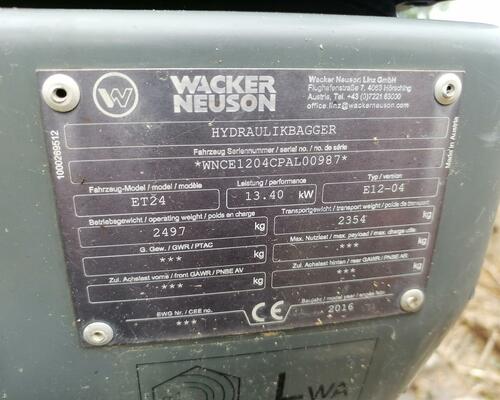 WACKER
NEUSON
Wacker Neuson Linz GmbH
Flughafenstraße 7, 4063 Hörsching
Austria, Tel. +43 (0)7221 63000
office.linz@wackerneuson.com
HYDRAULIKBAGGER
Fahrzeug Seriennummer / serial no. / no. de série
*WNCE1204CPAL00987*
Fahrzeug-Model / model / modèle
ET24
Leistung / performance
13.40 kW
Typ / version
E12-04
Betriebsgewicht / operating weight / poids en charge
2497 kg
Transportgewicht / transport weight / poids de transport
2354 kg
G. Gew. / GWR / PTAC
*** kg
Max. Nutzlast / max. payload / max. charge utile
*** kg
Zul. Achslast vorne / front GAWR / PNBE AV
*** kg
Zul. Achslast hinten / rear GAWR / PNBE AR
*** kg
EWG Nr. / CEE no.
***
CE
Baujahr / model year /
2016
1000289512
Made in Austria
LWA